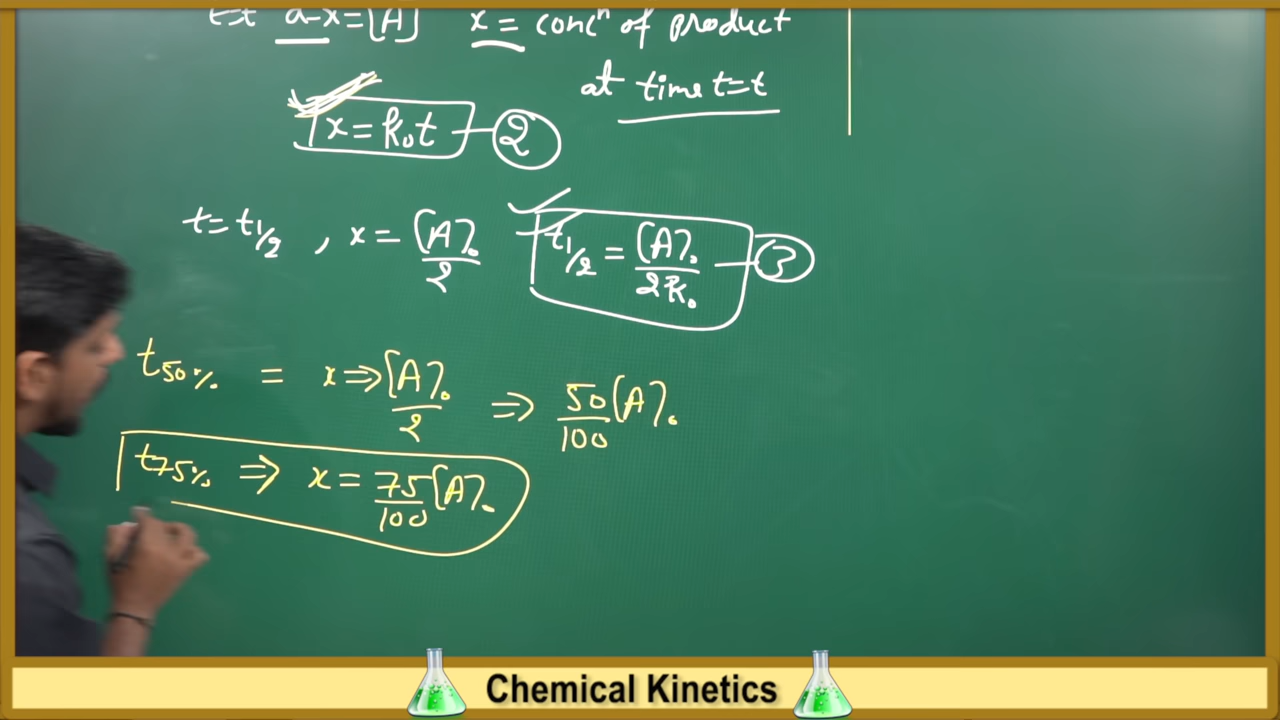 a-x=[A] x = concⁿ of product
at time t=t
x = k₀t — ②
t = t1/2 , x = [A]₀/2 t1/2 = [A]₀/2k₀ — ③
t50% = x ⇒ [A]₀/2 ⇒ 50/100 [A]₀
t75% ⇒ x = 75/100 [A]₀
Chemical Kinetics